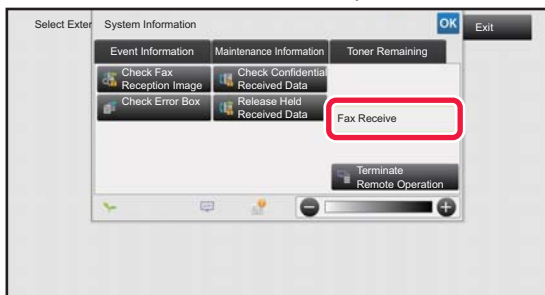 Select Exter
System Information
OK
Exit
Event Information
Maintenance Information
Toner Remaining
Check Fax
Reception Image
Check Confidential
Received Data
Check Error Box
Release Held
Received Data
Fax Receive
Terminate
Remote Operation